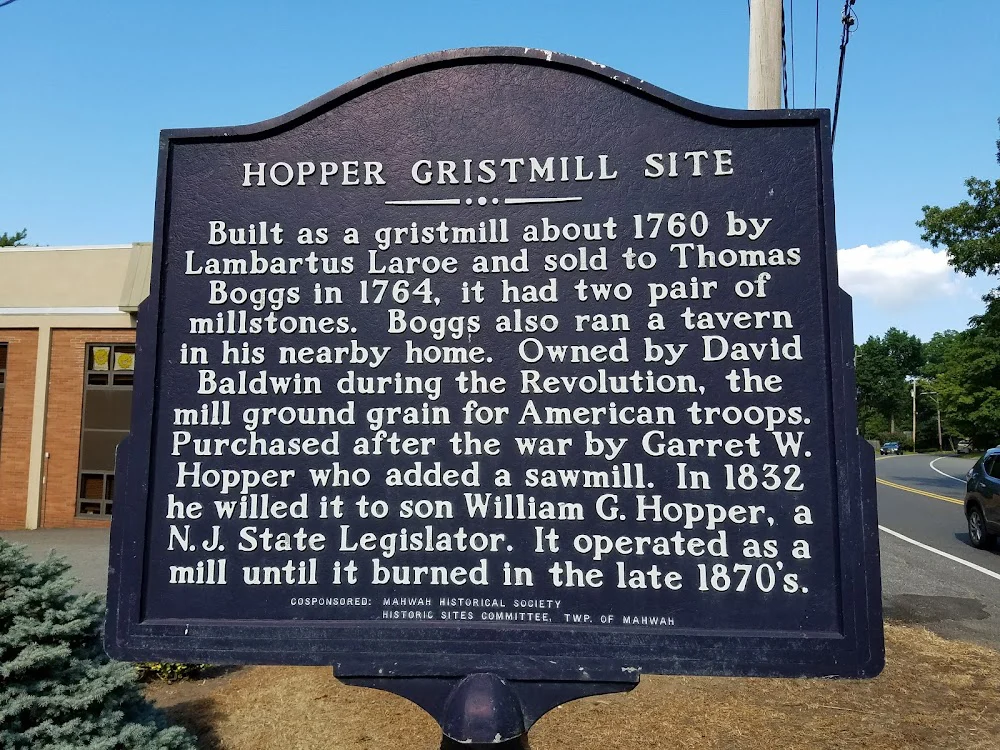 HOPPER GRISTMILL SITE
Built as a gristmill about 1760 by
Lambartus Laroe and sold to Thomas
Boggs in 1764, it had two pair of
millstones. Boggs also ran a tavern
in his nearby home. Owned by David
Baldwin during the Revolution, the
mill ground grain for American troops.
Purchased after the war by Garret W.
Hopper who added a sawmill. In 1832
he willed it to son William G. Hopper, a
N.J. State Legislator. It operated as a
mill until it burned in the late 1870's.
COSPONSORED: MAHWAH HISTORICAL SOCIETY
HISTORIC SITES COMMITTEE, TWP. OF MAHWAH